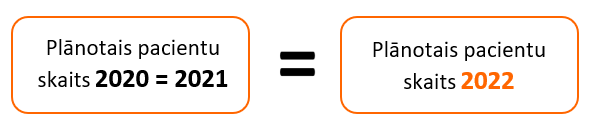 Plānotais pacientu
skaits 2020 = 2021
=
Plānotais pacientu
skaits 2022